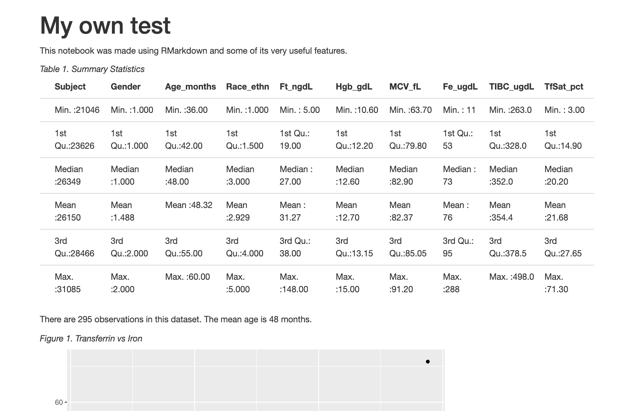 My own test
This notebook was made using RMarkdown and some of its very useful features.
Table 1. Summary Statistics
Subject Gender Age_months Race_ethn Ft_ngdL Hgb_gdL MCV_fL Fe_ugdL TIBC_ugdL TfSat_pct
Min. :21046 Min. :1.000 Min. :36.00 Min. :1.000 Min. : 5.00 Min. :10.60 Min. :63.70 Min. : 11 Min. :263.0 Min. : 3.00
1st 1st 1st 1st 1st Qu.: 1st 1st 1st Qu.: 1st 1st
Qu.:23626 Qu.:1.000 Qu.:42.00 Qu.:1.500 19.00 Qu.:12.20 Qu.:79.80 53 Qu.:328.0 Qu.:14.90
Median Median Median Median Median : Median Median Median : Median Median
:26349 :1.000 :48.00 :3.000 27.00 :12.60 :82.90 73 :352.0 :20.20
Mean Mean Mean :48.32 Mean Mean : Mean Mean Mean : Mean Mean
:26150 :1.488 :2.929 31.27 :12.70 :82.37 76 :354.4 :21.68
3rd 3rd 3rd 3rd 3rd Qu.: 3rd 3rd 3rd Qu.: 3rd 3rd
Qu.:28466 Qu.:2.000 Qu.:55.00 Qu.:4.000 38.00 Qu.:13.15 Qu.:85.05 95 Qu.:378.5 Qu.:27.65
Max. Max. Max. :60.00 Max. Max. Max. Max. Max. Max. :498.0 Max.
:31085 :2.000 :5.000 :148.00 :15.00 :91.20 :288 :71.30
There are 295 observations in this dataset. The mean age is 48 months.
Figure 1. Transferrin vs Iron
60